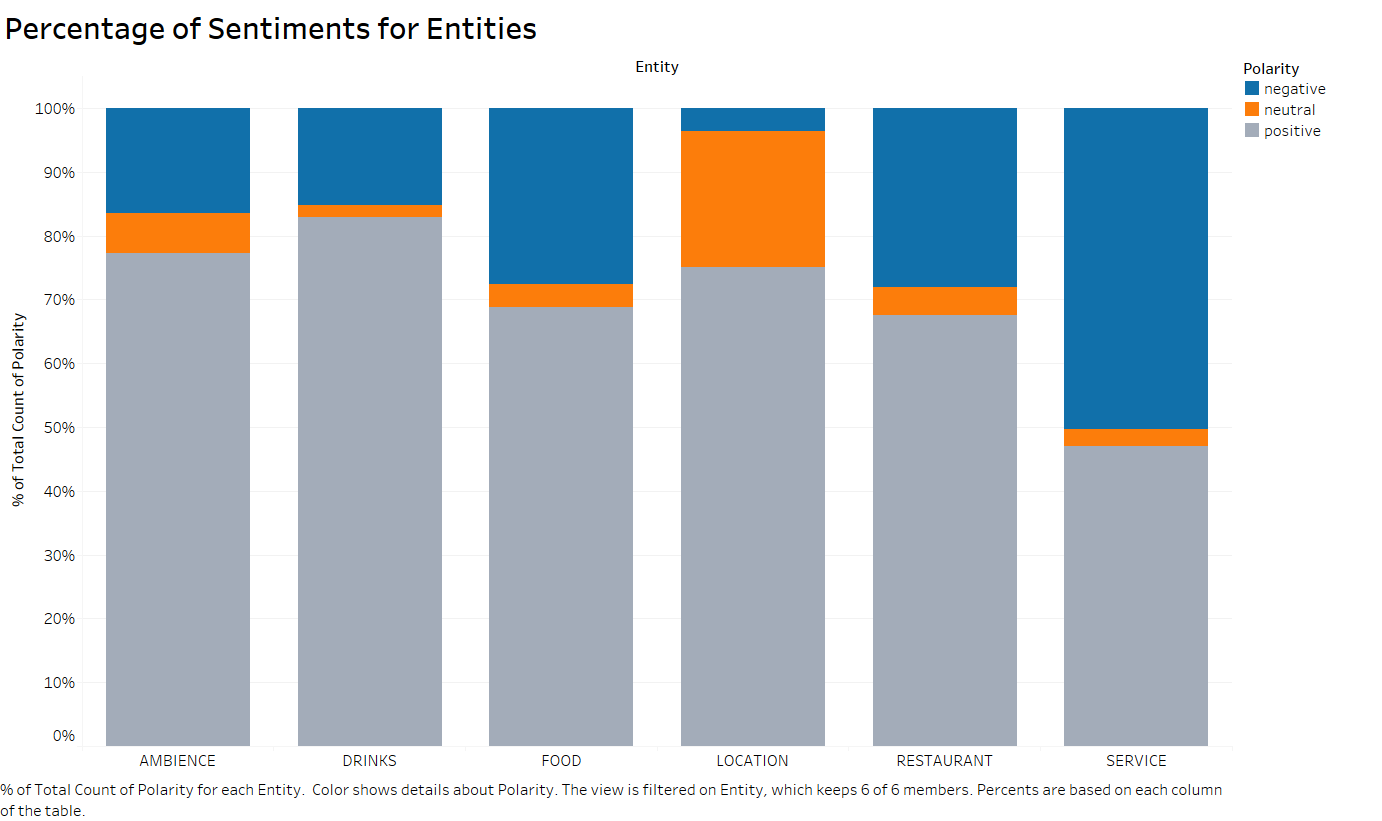 Percentage of Sentiments for Entities
Entity
Polarity
negative
neutral
positive
% of Total Count of Polarity
100%
90%
80%
70%
60%
50%
40%
30%
20%
10%
0%
AMBIENCE DRINKS FOOD LOCATION RESTAURANT SERVICE
% of Total Count of Polarity for each Entity.  Color shows details about Polarity. The view is filtered on Entity, which keeps 6 of 6 members. Percents are based on each column
of the table.